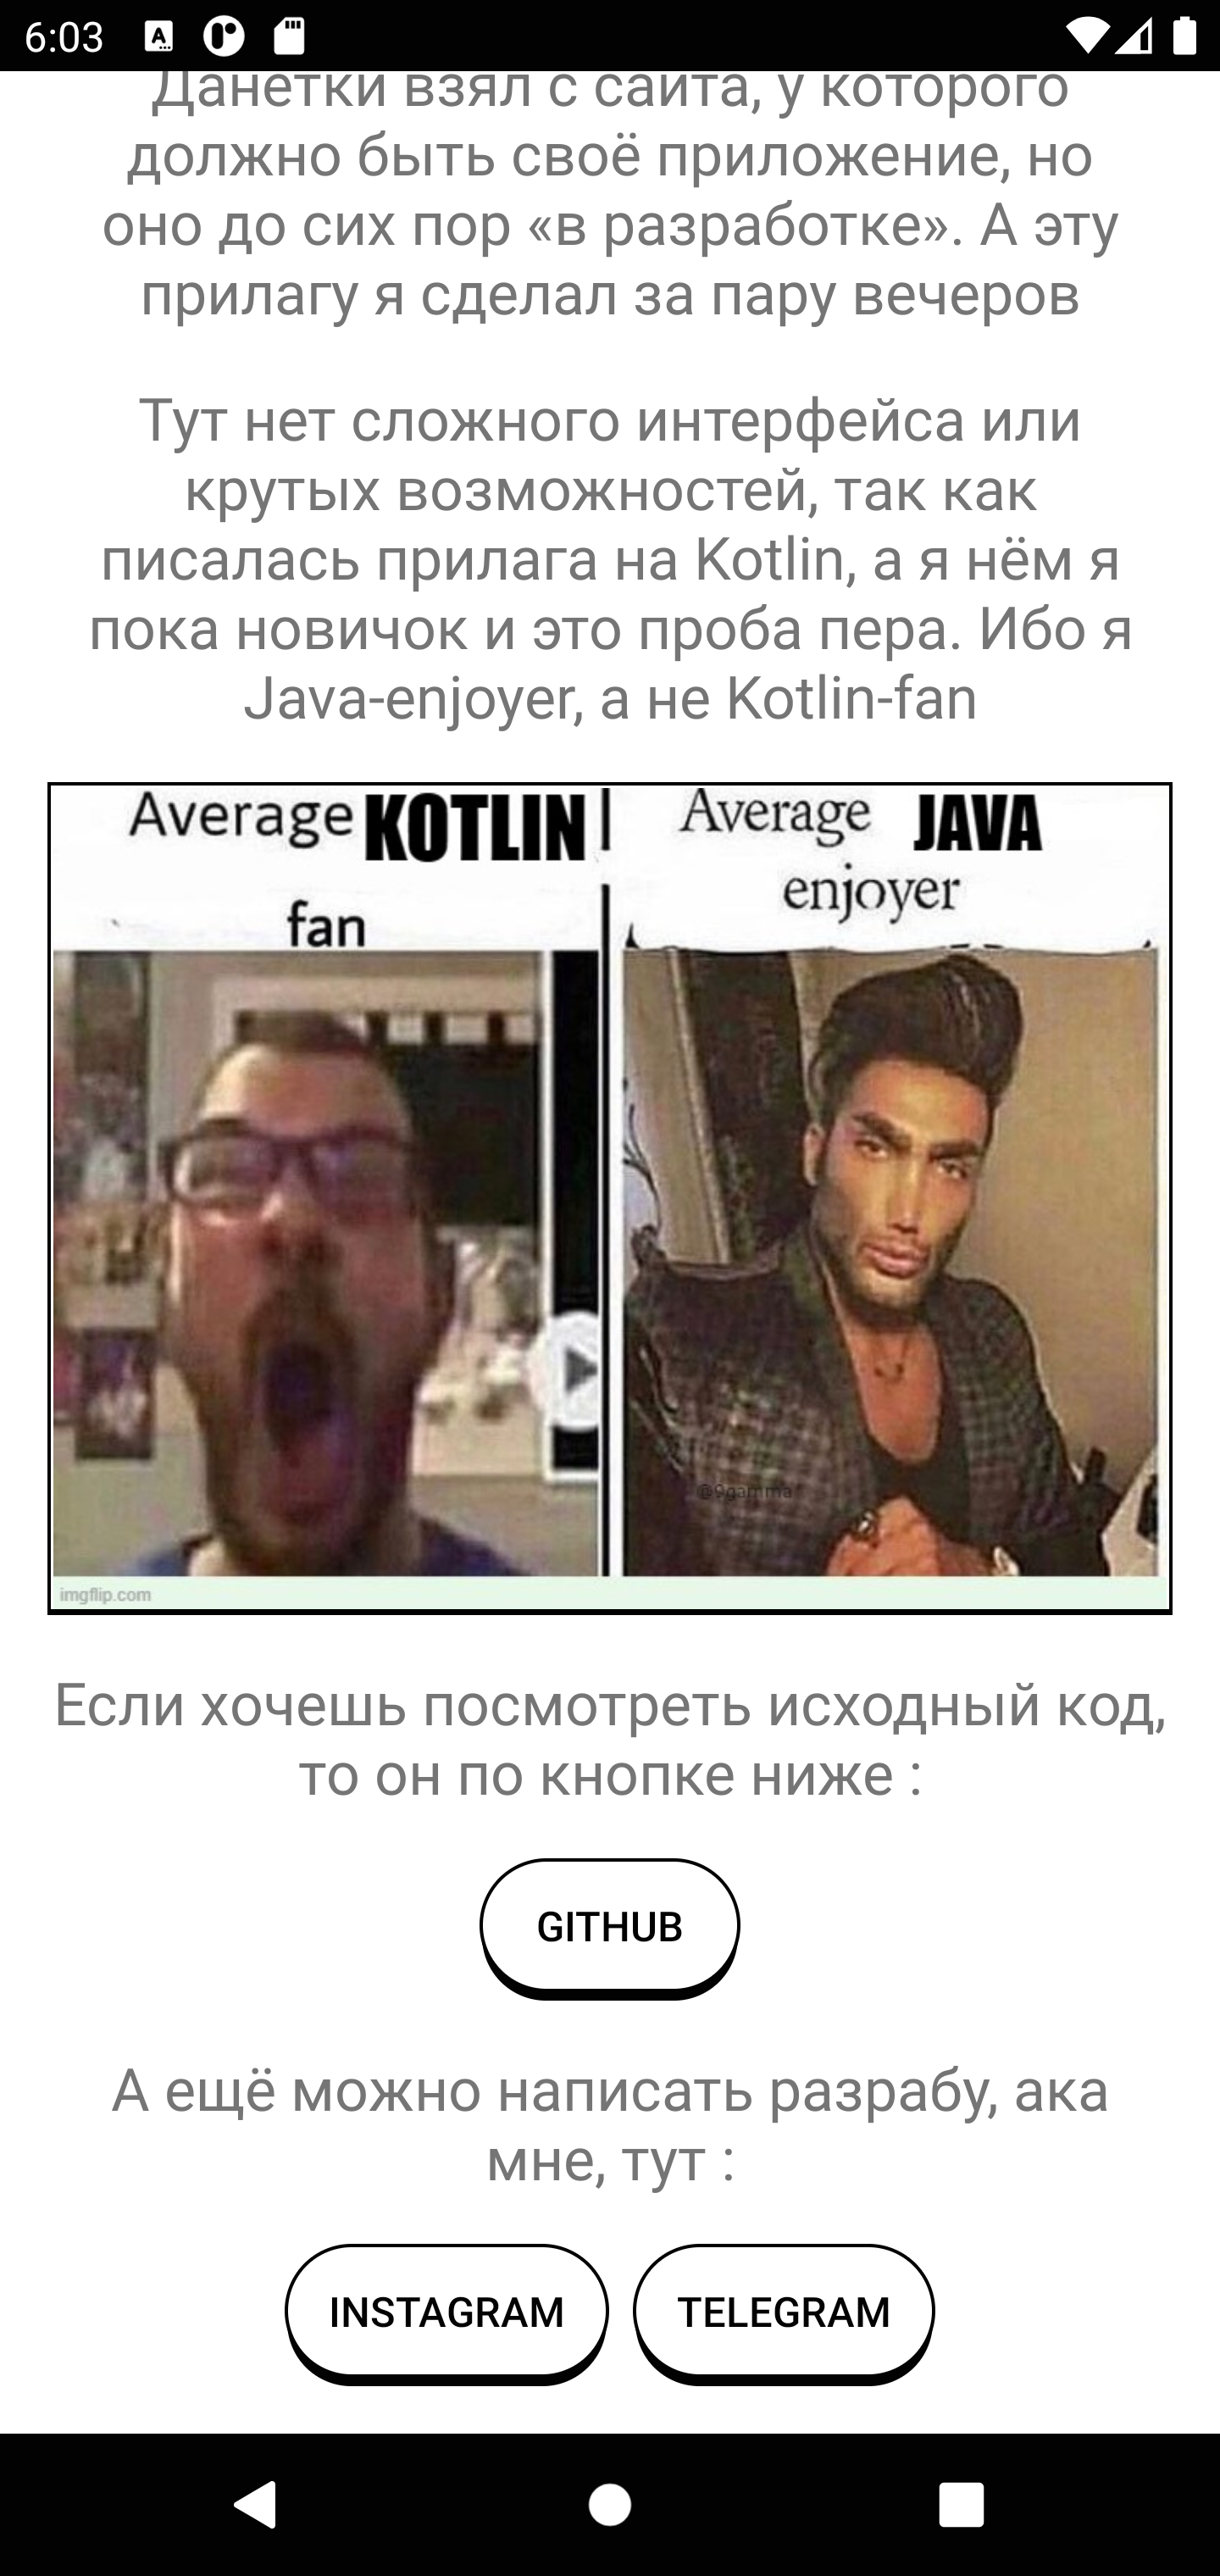 6:03
Данетки взял с сайта, у которого
должно быть своё приложение, но
оно до сих пор «в разработке». А эту
прилагу я сделал за пару вечеров
Тут нет сложного интерфейса или
крутых возможностей, так как
писалась прилага на Kotlin, а я нём я
пока новичок и это проба пера. Ибо я
Java-enjoyer, а не Kotlin-fan
Average KOTLIN
fan
Average JAVA
enjoyer
@9gamma
imgflip.com
Если хочешь посмотреть исходный код,
то он по кнопке ниже :
GITHUB
А ещё можно написать разрабу, ака
мне, тут :
INSTAGRAM TELEGRAM